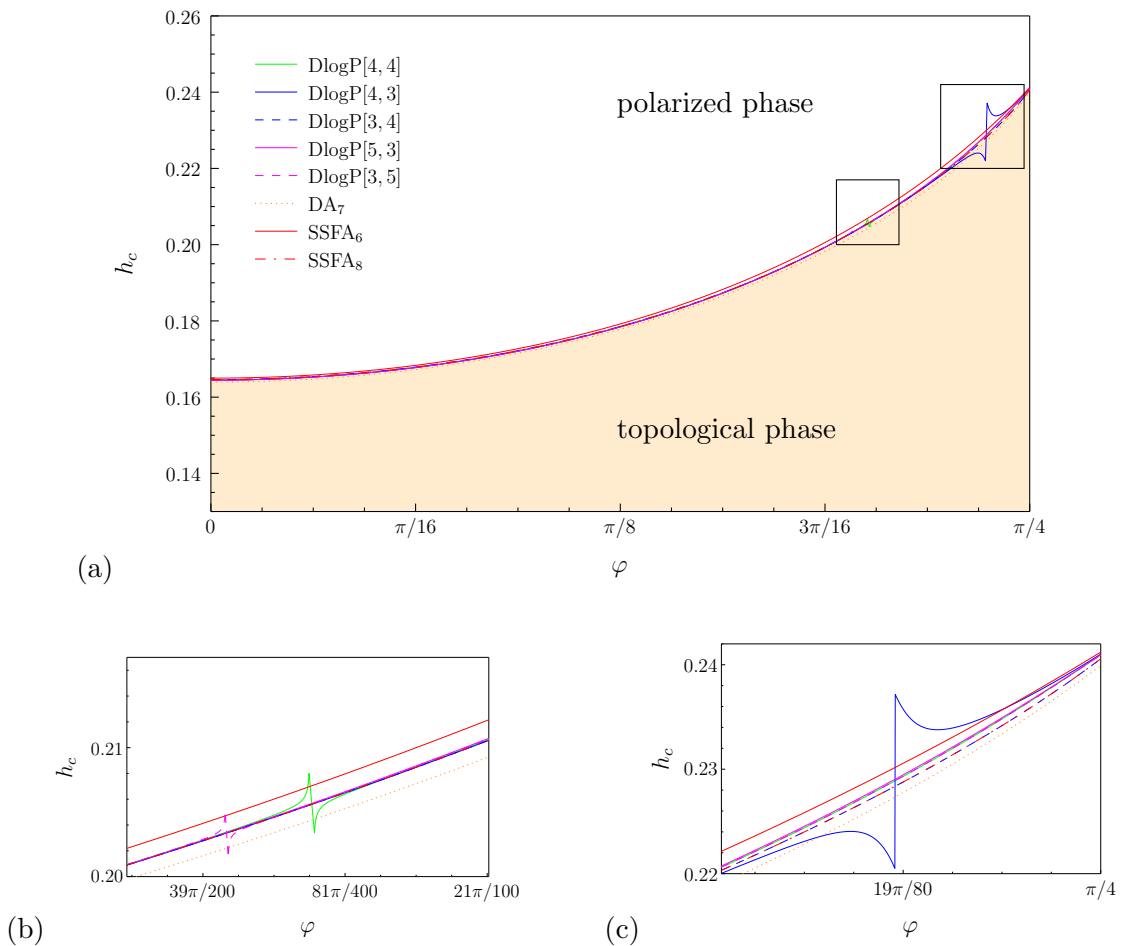 0.26
0.24
0.22
0.20
0.18
0.16
0.14
h_c
DlogP[4, 4]
DlogP[4, 3]
DlogP[3, 4]
DlogP[5, 3]
DlogP[3, 5]
DA₇
SSFA₆
SSFA₈
polarized phase
topological phase
0 π/16 π/8 3π/16 π/4
φ
(a)
0.21
0.20
h_c
39π/200 81π/400 21π/100
φ
(b)
0.24
0.23
0.22
h_c
19π/80 π/4
φ
(c)